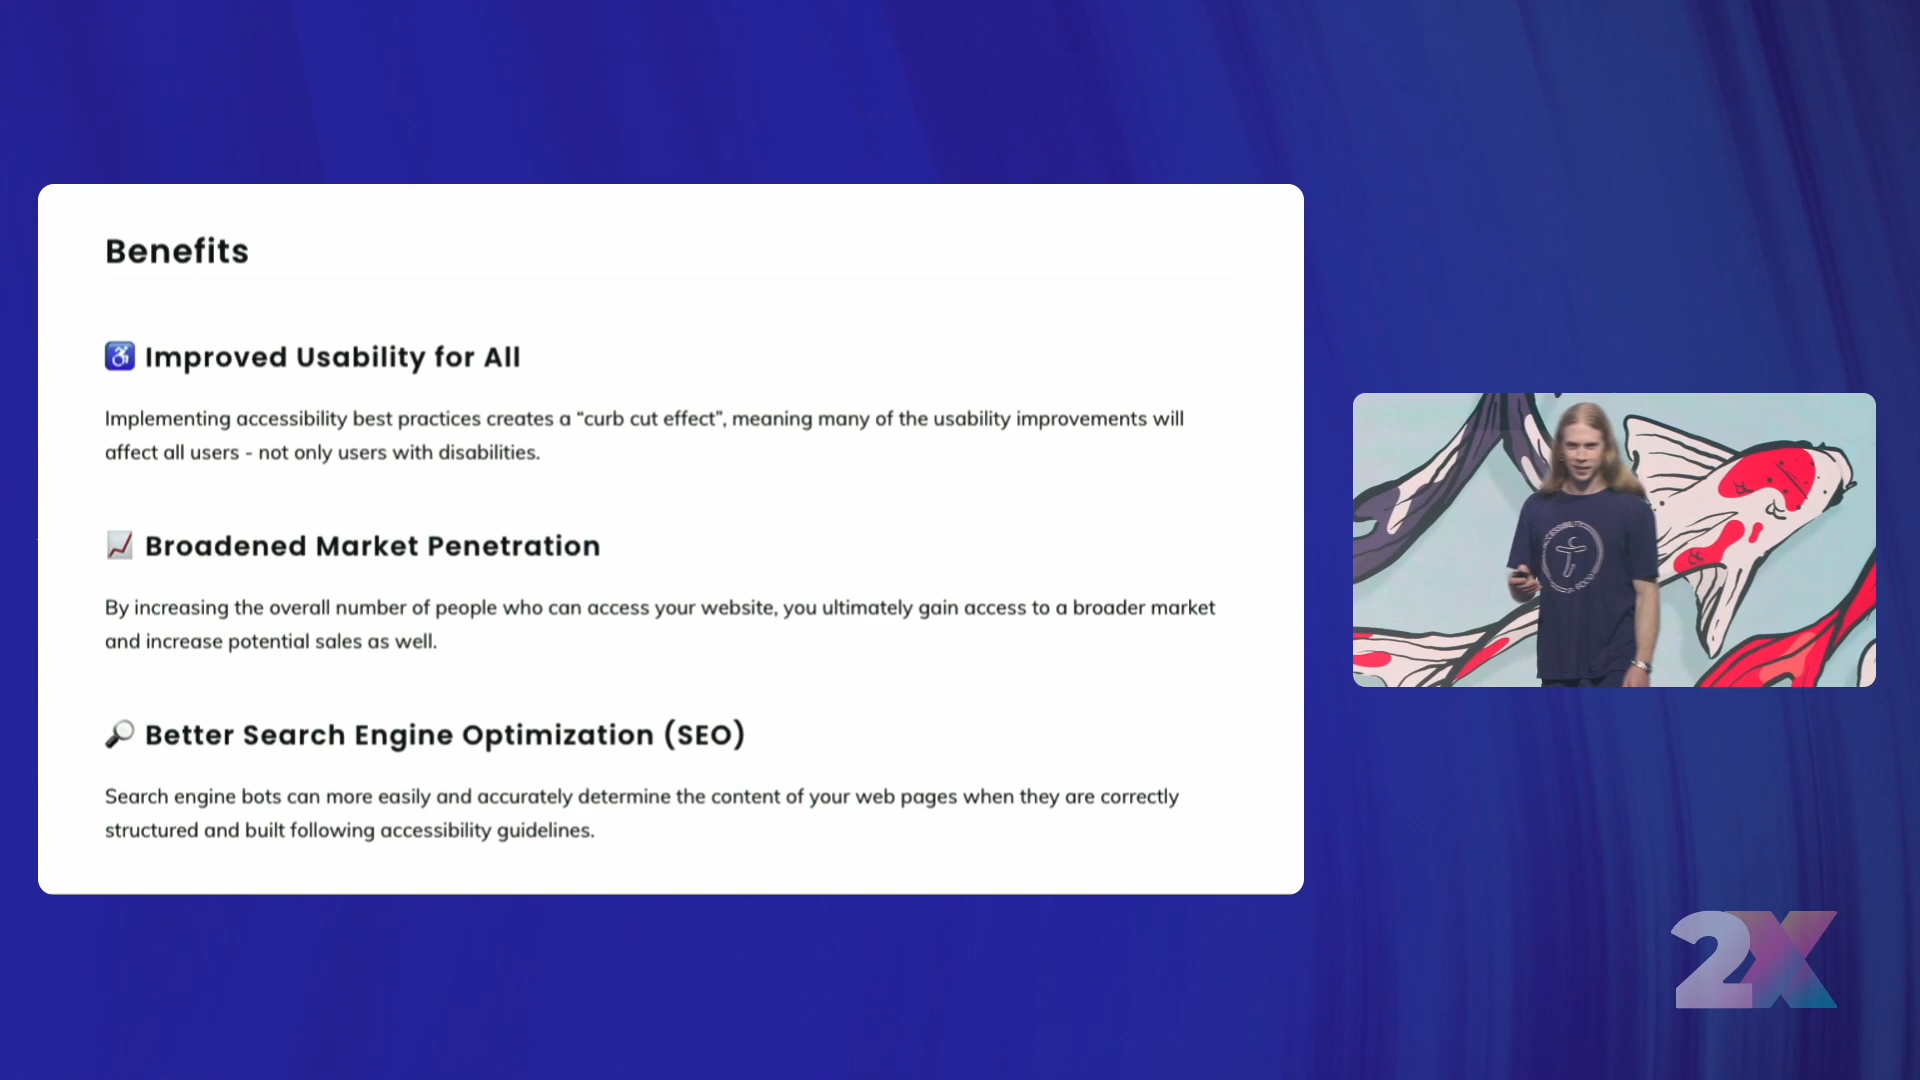 Benefits
♿ Improved Usability for All
Implementing accessibility best practices creates a “curb cut effect”, meaning many of the usability improvements will
affect all users - not only users with disabilities.
📈 Broadened Market Penetration
By increasing the overall number of people who can access your website, you ultimately gain access to a broader market
and increase potential sales as well.
🔎 Better Search Engine Optimization (SEO)
Search engine bots can more easily and accurately determine the content of your web pages when they are correctly
structured and built following accessibility guidelines.
ACCESSIBILITY
2X